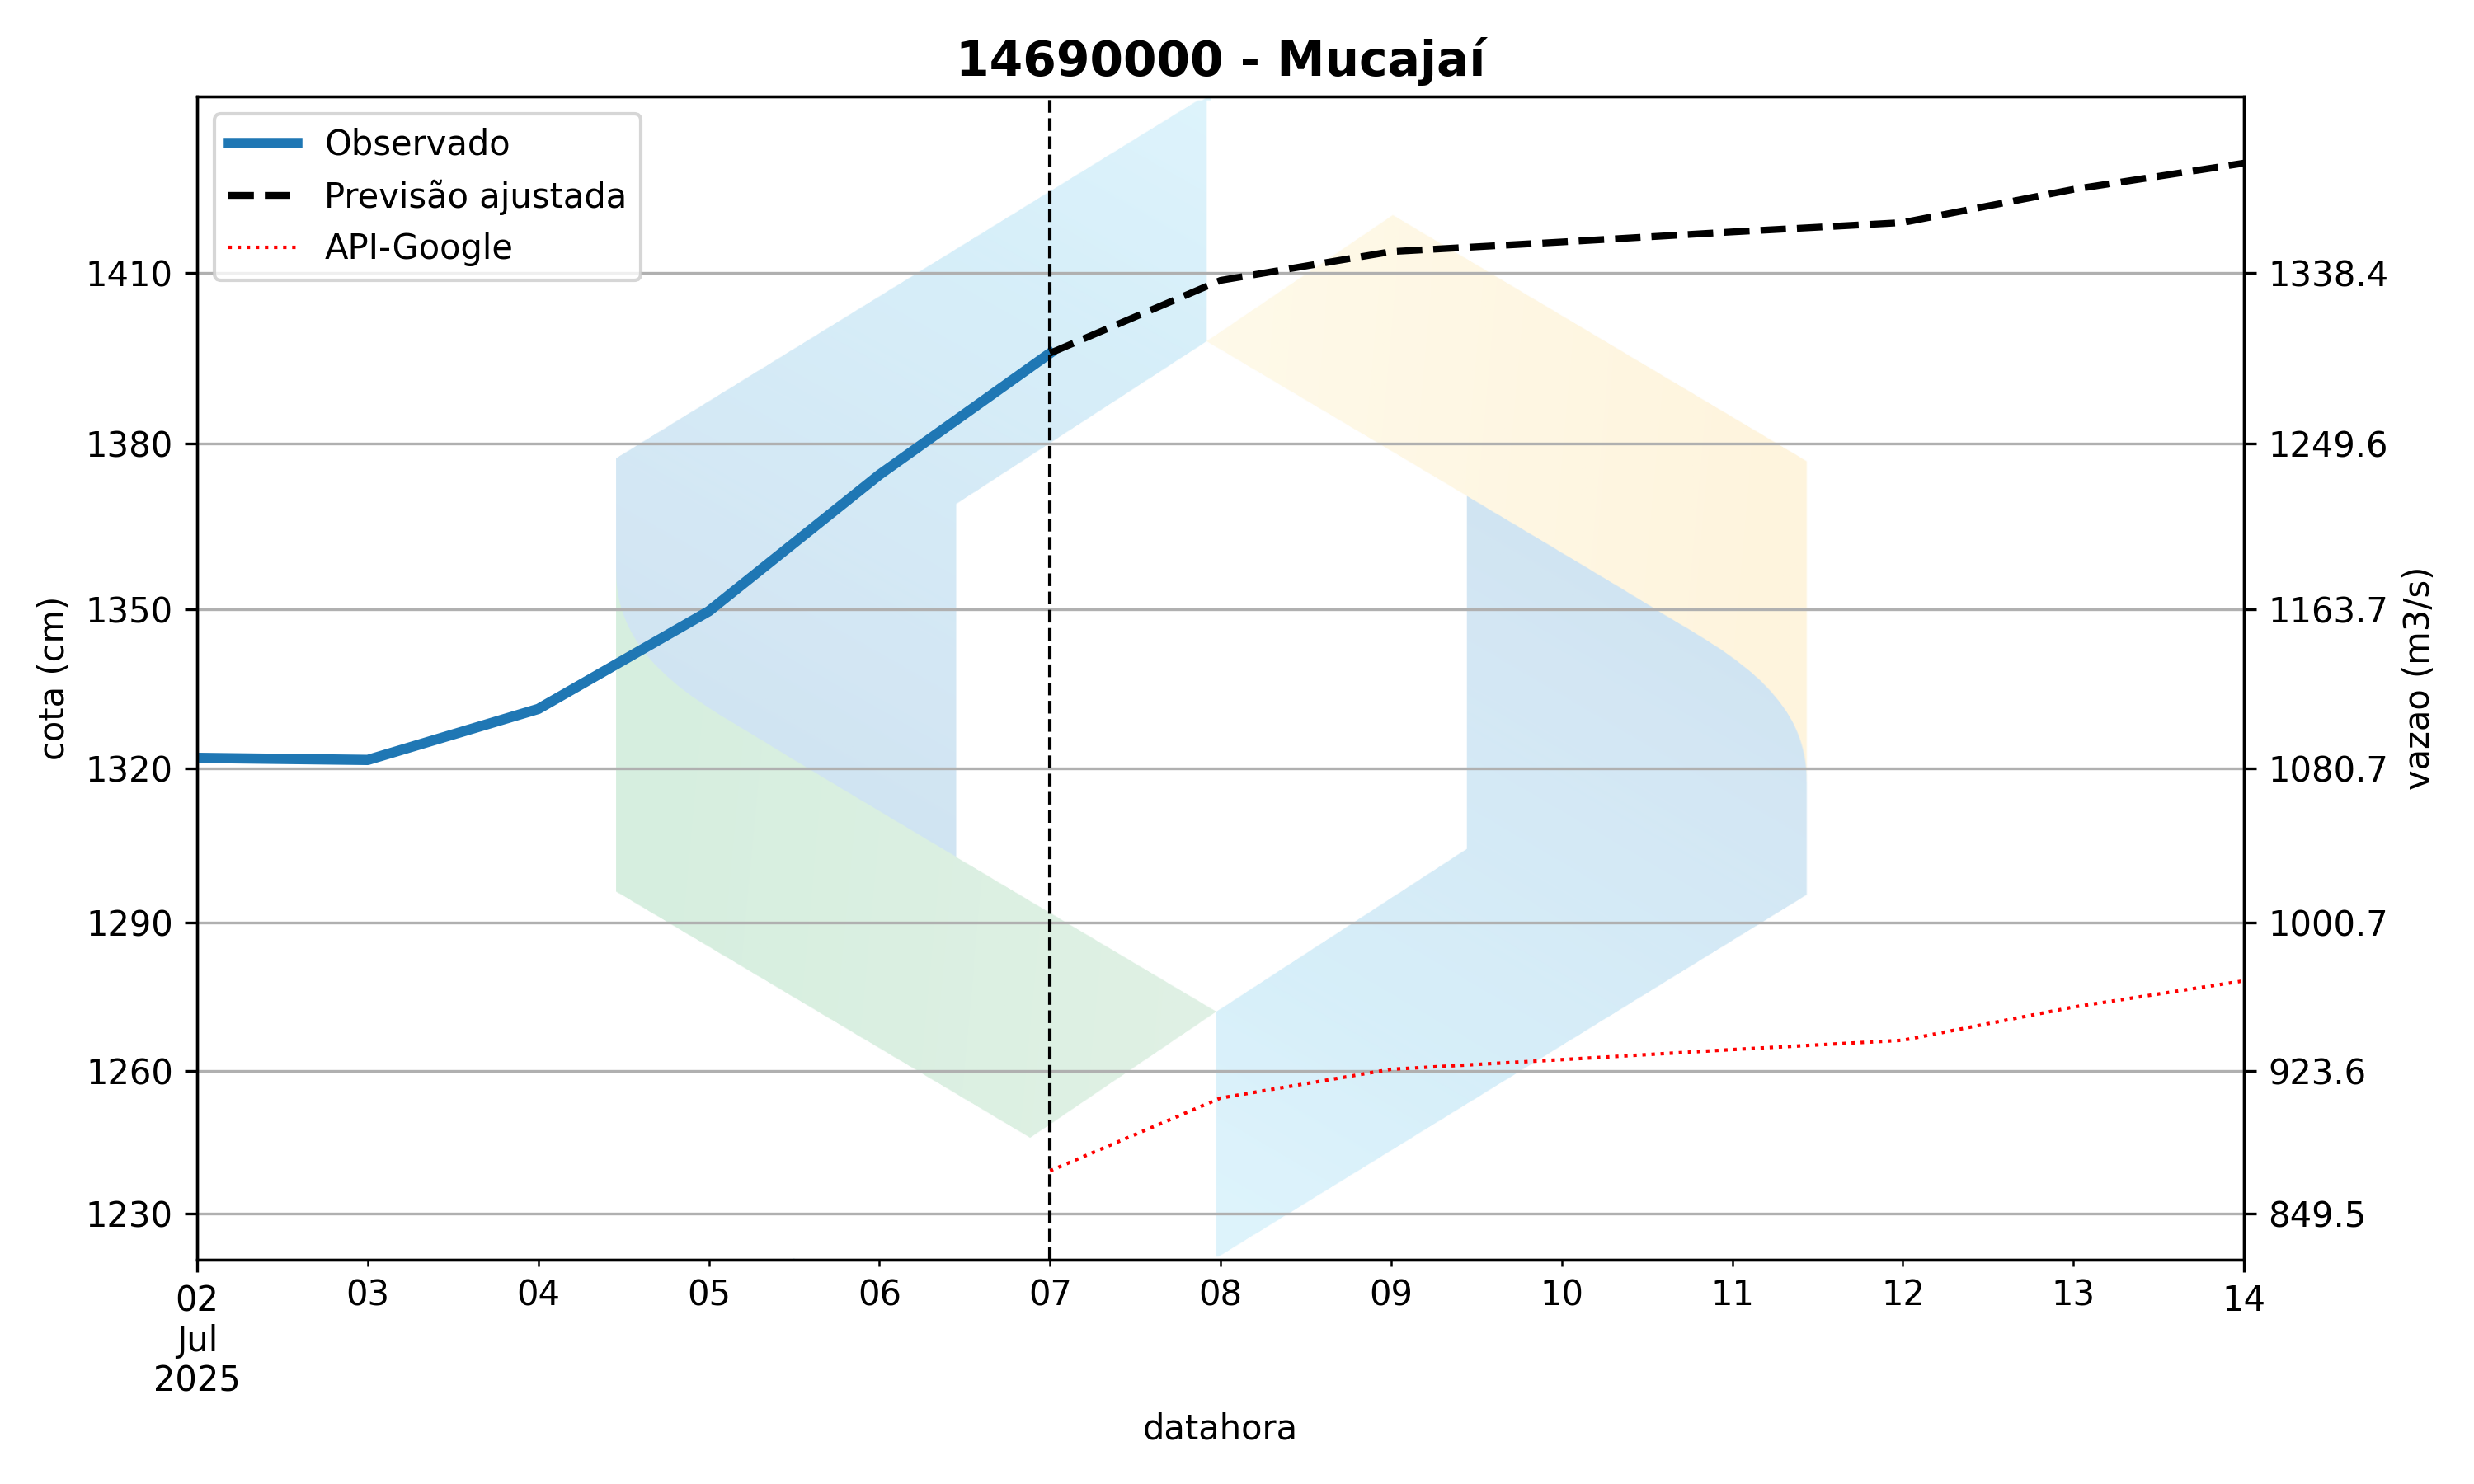 14690000 - Mucajaí
Observado
Previsão ajustada
API-Google
1410
1380
1350
1320
1290
1260
1230
cota (cm)
1338.4
1249.6
1163.7
1080.7
1000.7
923.6
849.5
vazao (m3/s)
02 03 04 05 06 07 08 09 10 11 12 13 14
Jul
2025
datahora